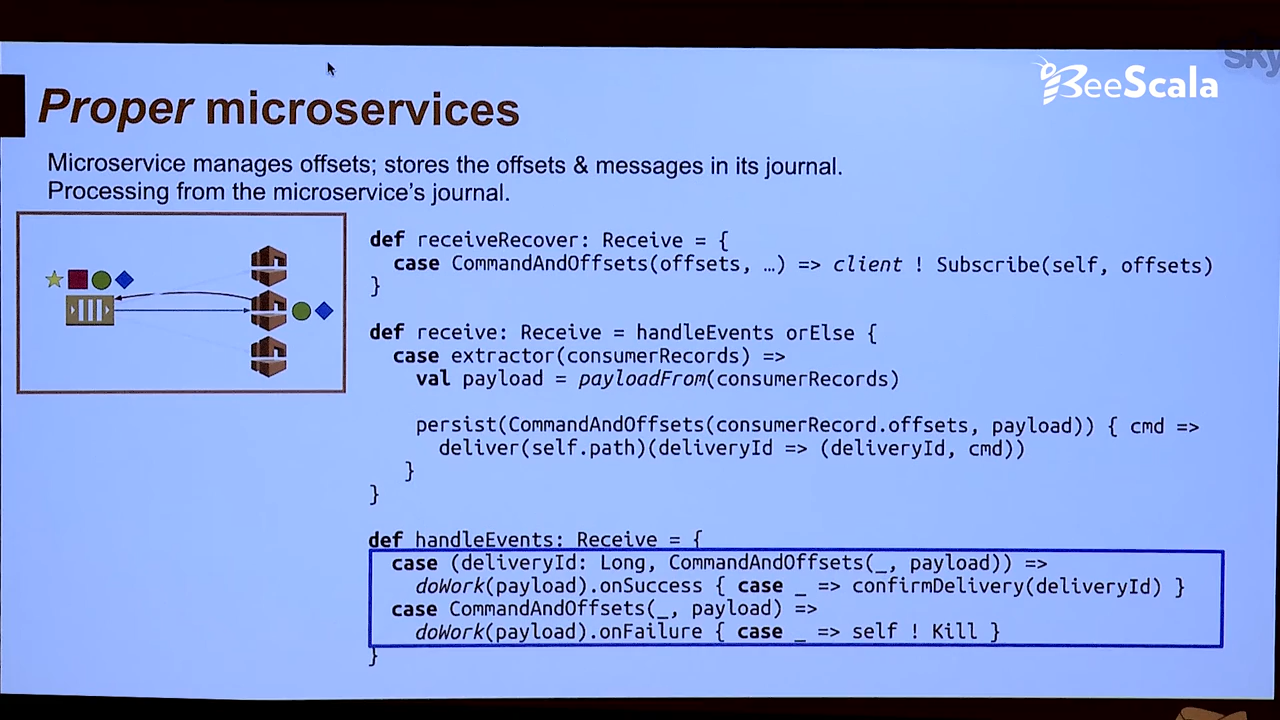 sky
BeeScala
Proper microservices
Microservice manages offsets; stores the offsets & messages in its journal.
Processing from the microservice's journal.
def receiveRecover: Receive = {
case CommandAndOffsets(offsets, …) => client ! Subscribe(self, offsets)
}
def receive: Receive = handleEvents orElse {
case extractor(consumerRecords) =>
val payload = payloadFrom(consumerRecords)
persist(CommandAndOffsets(consumerRecord.offsets, payload)) { cmd =>
deliver(self.path)(deliveryId => (deliveryId, cmd))
}
}
def handleEvents: Receive = {
case (deliveryId: Long, CommandAndOffsets(_, payload)) =>
doWork(payload).onSuccess { case _ => confirmDelivery(deliveryId) }
case CommandAndOffsets(_, payload) =>
doWork(payload).onFailure { case _ => self ! Kill }
}